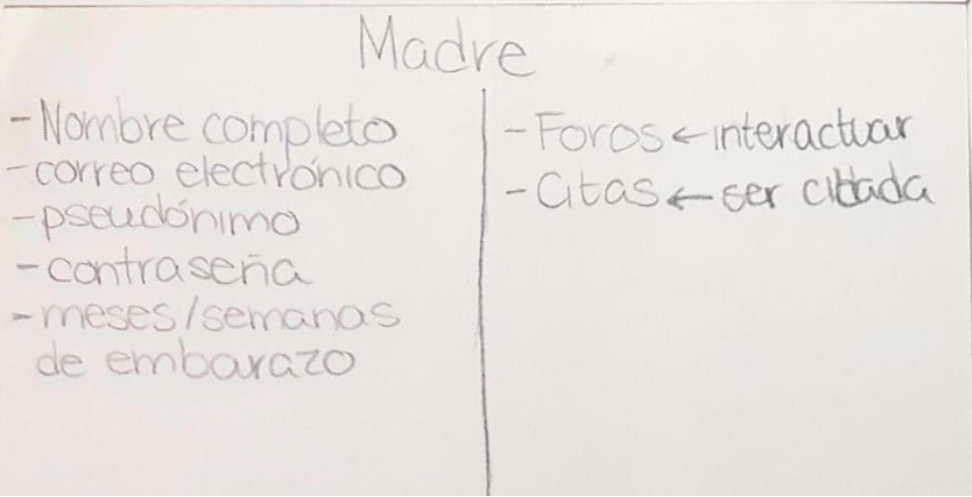 Madre
- Nombre completo
- correo electrónico
- pseudónimo
- contraseña
- meses/semanas
de embarazo
- Foros ← interactuar
- Citas ← ser citada